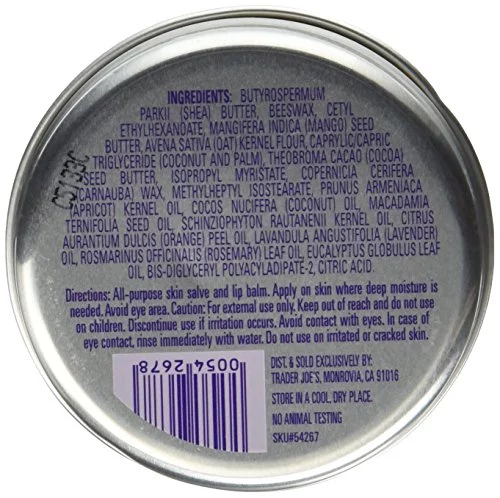 INGREDIENTS: BUTYROSPERMUM
PARKII (SHEA) BUTTER, BEESWAX, CETYL
ETHYLHEXANOATE, MANGIFERA INDICA (MANGO) SEED
BUTTER, AVENA SATIVA (OAT) KERNEL FLOUR, CAPRYLIC/CAPRIC
TRIGLYCERIDE (COCONUT AND PALM), THEOBROMA CACAO (COCOA)
SEED BUTTER, ISOPROPYL MYRISTATE, COPERNICIA CERIFERA
(CARNAUBA) WAX, METHYLHEPTYL ISOSTEARATE, PRUNUS ARMENIACA
(APRICOT) KERNEL OIL, COCOS NUCIFERA (COCONUT) OIL, MACADAMIA
TERNIFOLIA SEED OIL, SCHINZIOPHYTON RAUTANENII KERNEL OIL, CITRUS
AURANTIUM DULCIS (ORANGE) PEEL OIL, LAVANDULA ANGUSTIFOLIA (LAVENDER)
OIL, ROSMARINUS OFFICINALIS (ROSEMARY) LEAF OIL, EUCALYPTUS GLOBULUS LEAF
OIL, BIS-DIGLYCERYL POLYACYLADIPATE-2, CITRIC ACID.
C5133C
Directions: All-purpose skin salve and lip balm. Apply on skin where deep moisture is
needed. Avoid eye area. Caution: For external use only. Keep out of reach and do not use
on children. Discontinue use if irritation occurs. Avoid contact with eyes. In case of
eye contact, rinse immediately with water. Do not use on irritated or cracked skin.
0054 2678
DIST. & SOLD EXCLUSIVELY BY:
TRADER JOE'S, MONROVIA, CA 91016
STORE IN A COOL, DRY PLACE.
NO ANIMAL TESTING
SKU#54267